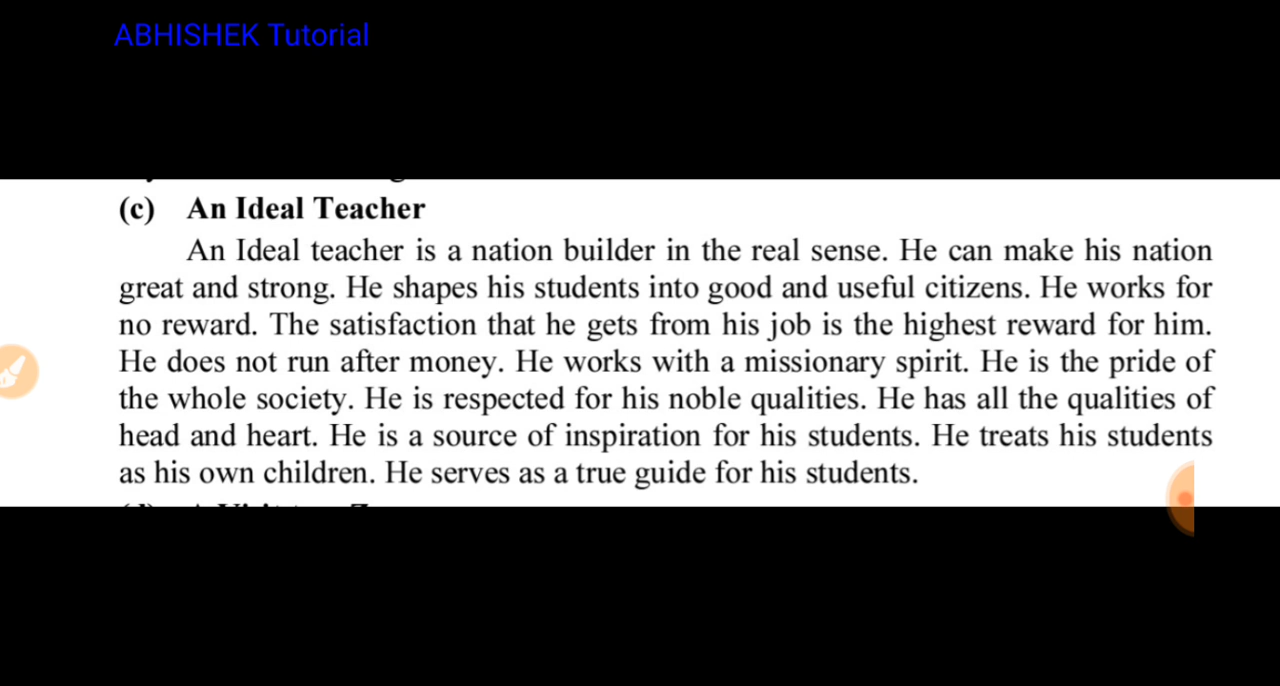 ABHISHEK Tutorial
(c) An Ideal Teacher
An Ideal teacher is a nation builder in the real sense. He can make his nation
great and strong. He shapes his students into good and useful citizens. He works for
no reward. The satisfaction that he gets from his job is the highest reward for him.
He does not run after money. He works with a missionary spirit. He is the pride of
the whole society. He is respected for his noble qualities. He has all the qualities of
head and heart. He is a source of inspiration for his students. He treats his students
as his own children. He serves as a true guide for his students.